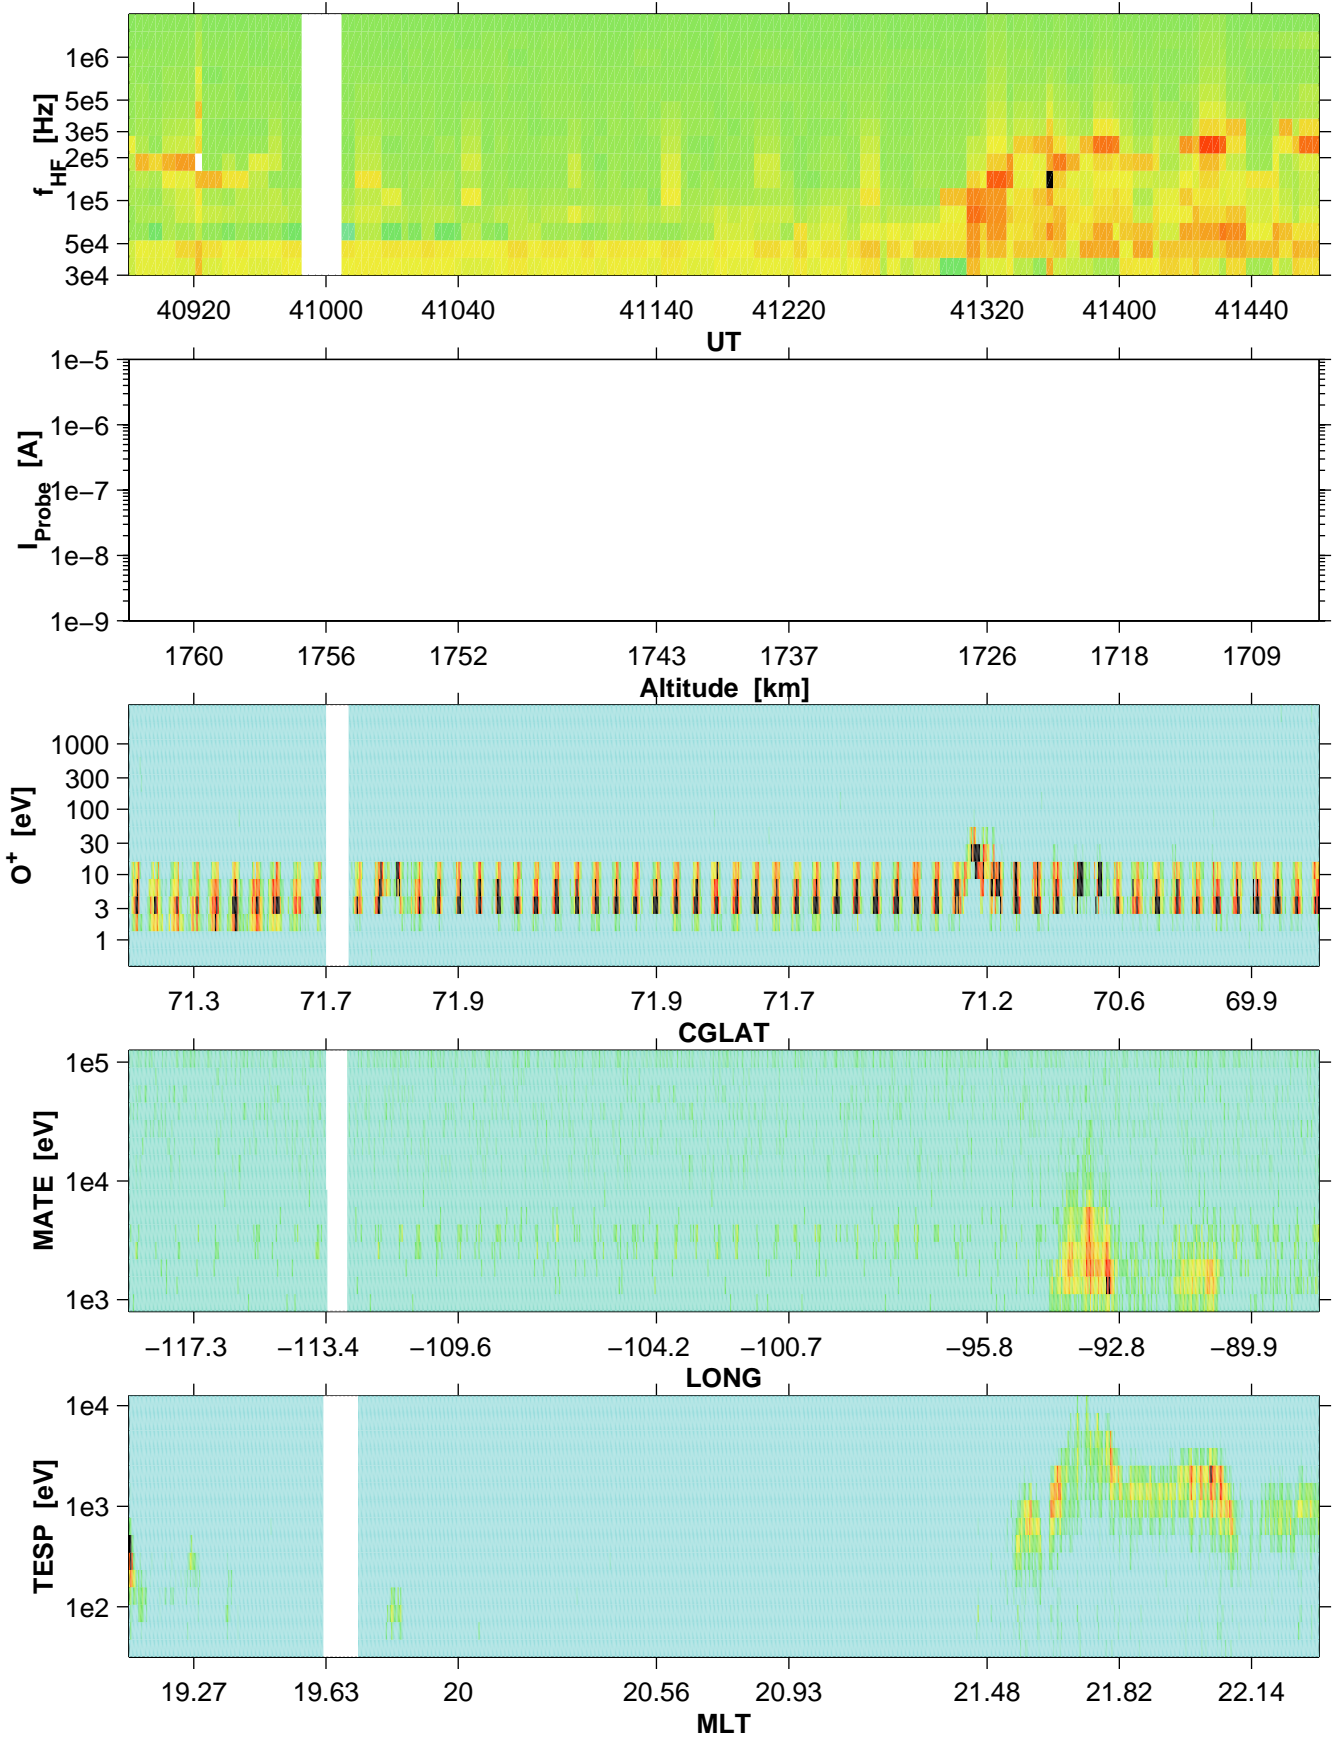 1e6
5e5
3e5
2e5
1e5
5e4
3e4
f_HF [Hz]
40920 41000 41040 41140 41220 41320 41400 41440
UT
1e−5
1e−6
1e−7
1e−8
1e−9
I_Probe [A]
1760 1756 1752 1743 1737 1726 1718 1709
Altitude [km]
1000
300
100
30
10
3
1
O⁺ [eV]
71.3 71.7 71.9 71.9 71.7 71.2 70.6 69.9
CGLAT
1e5
1e4
1e3
MATE [eV]
−117.3 −113.4 −109.6 −104.2 −100.7 −95.8 −92.8 −89.9
LONG
1e4
1e3
1e2
TESP [eV]
19.27 19.63 20 20.56 20.93 21.48 21.82 22.14
MLT